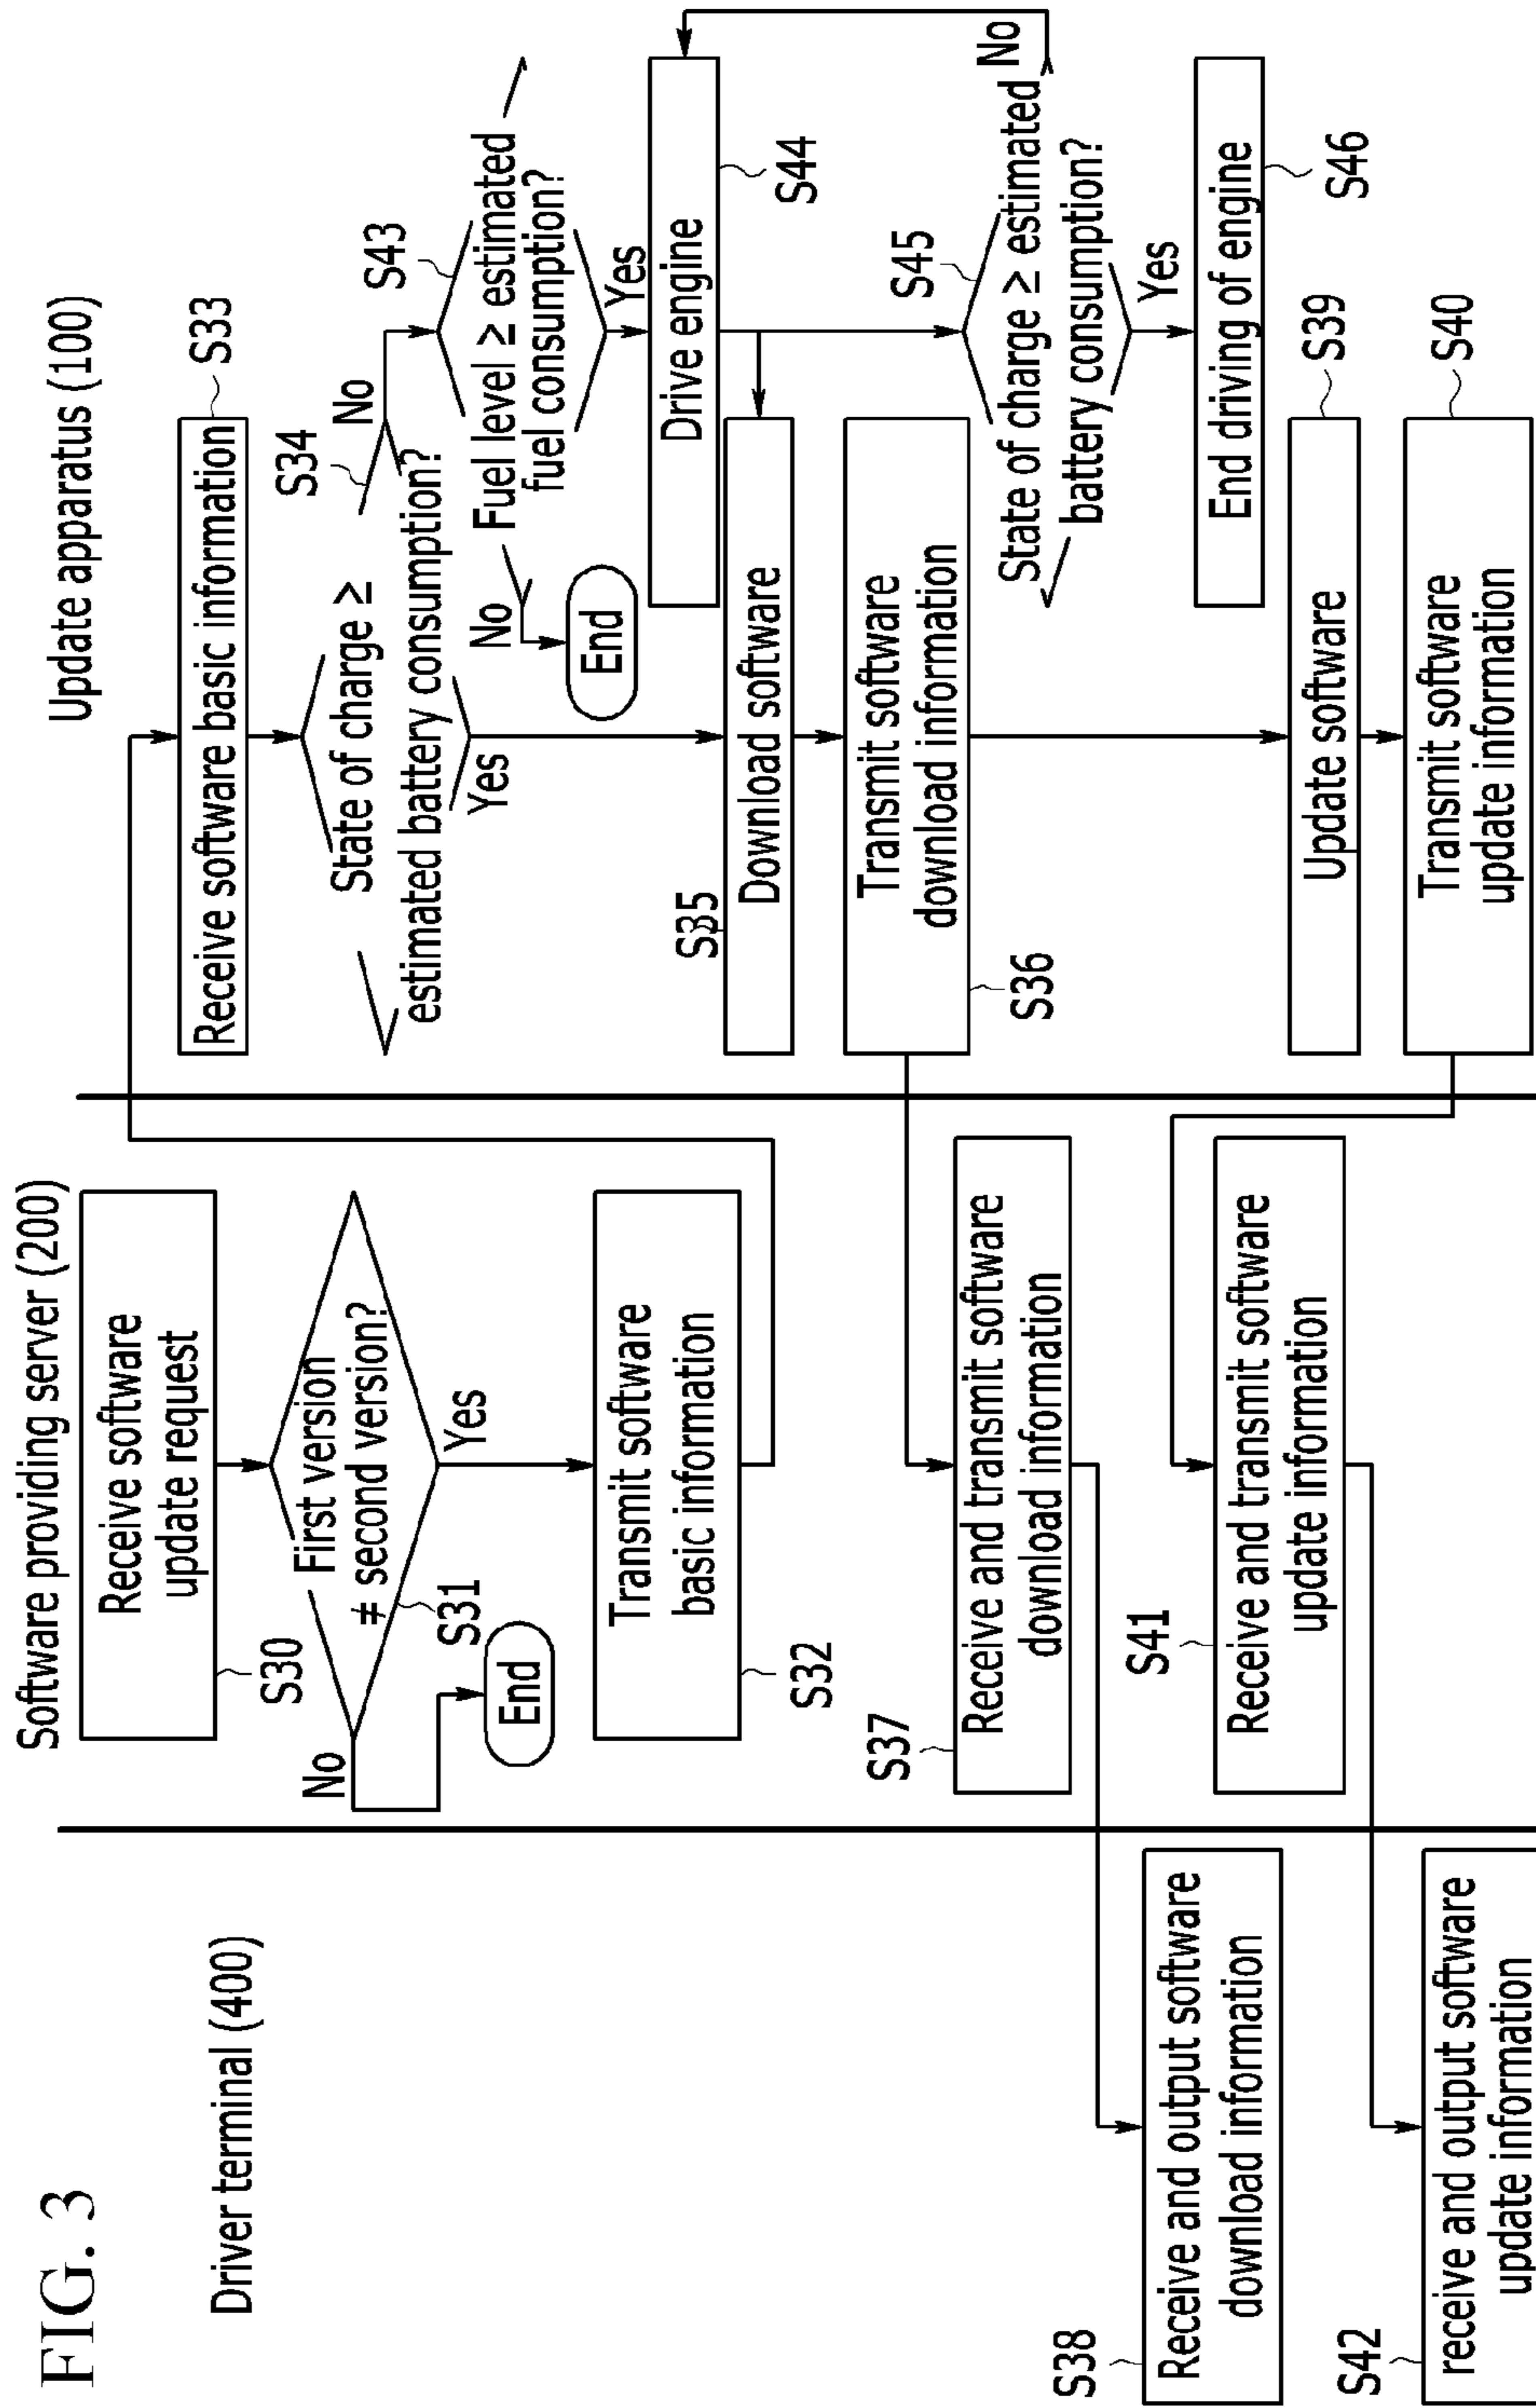 FIG. 3
Driver terminal (400)
Software providing server (200)
Update apparatus (100)
Receive software
update request
S30
First version
≠ second version?
S31
No
End
Yes
Transmit software
basic information
S32
Receive software basic information
S33
State of charge ≥
estimated battery consumption?
S34
No
Yes
S43
Fuel level ≥ estimated
fuel consumption?
No
End
Yes
Drive engine
S44
S35
Download software
Transmit software
download information
S36
S45
State of charge ≥ estimated
battery consumption?
No
Yes
End driving of engine
S46
S37
Receive and transmit software
download information
S38
Receive and output software
download information
Update software
S39
Transmit software
update information
S40
S41
Receive and transmit software
update information
S42
receive and output software
update information